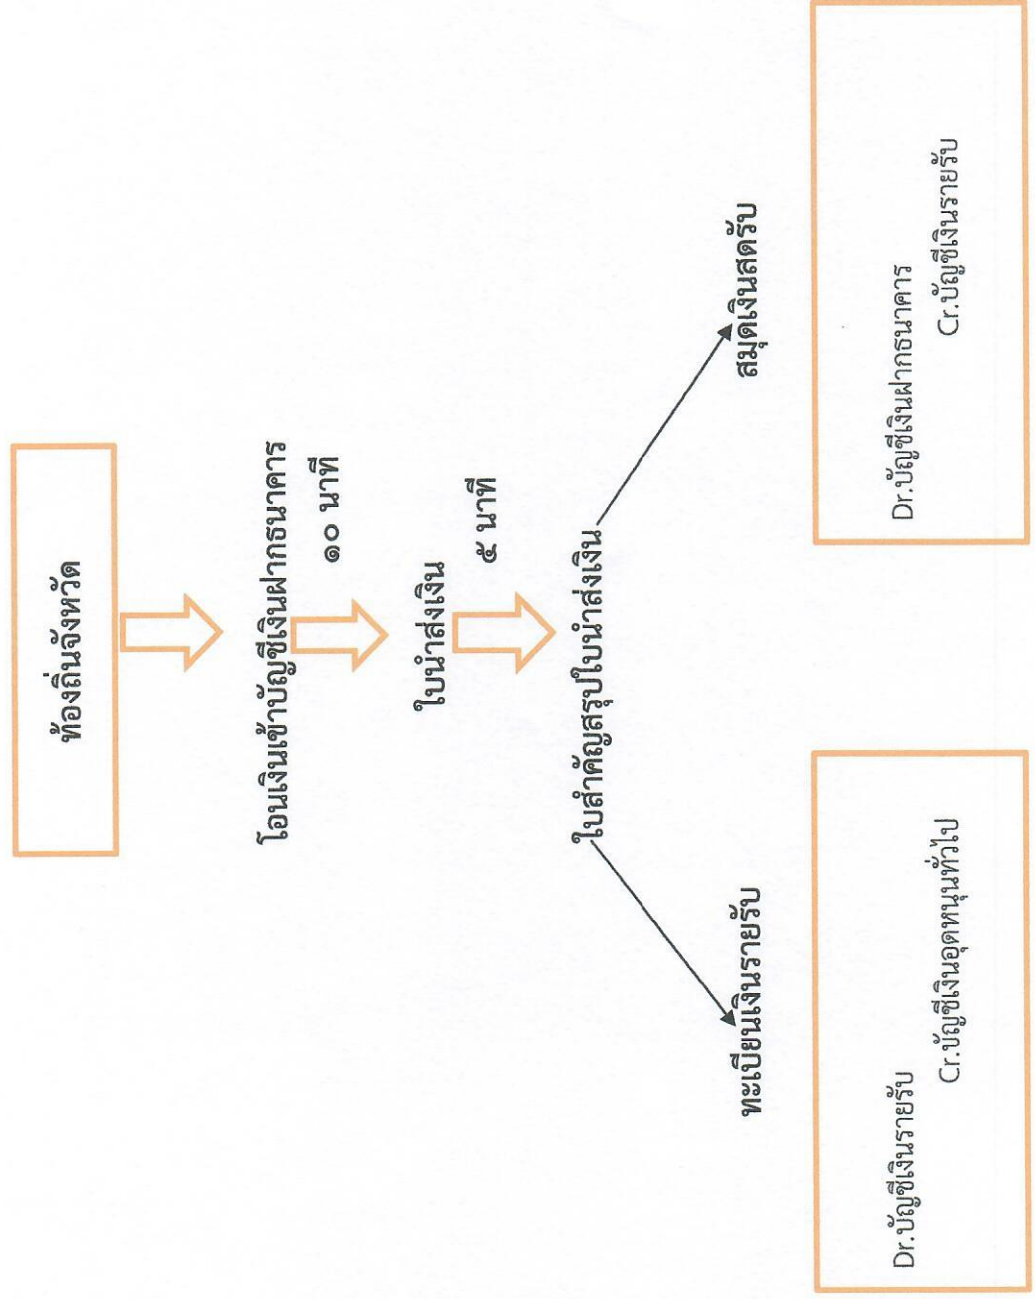 ท้องถิ่นจังหวัด
โอนเงินเข้าบัญชีเงินฝากธนาคาร
๑๐ นาที
ใบนำส่งเงิน
๕ นาที
ใบสำคัญสรุปใบนำส่งเงิน
ทะเบียนเงินรายรับ
สมุดเงินสดรับ
Dr.บัญชีเงินรายรับ
Cr.บัญชีเงินอุดหนุนทั่วไป
Dr.บัญชีเงินฝากธนาคาร
Cr.บัญชีเงินรายรับ